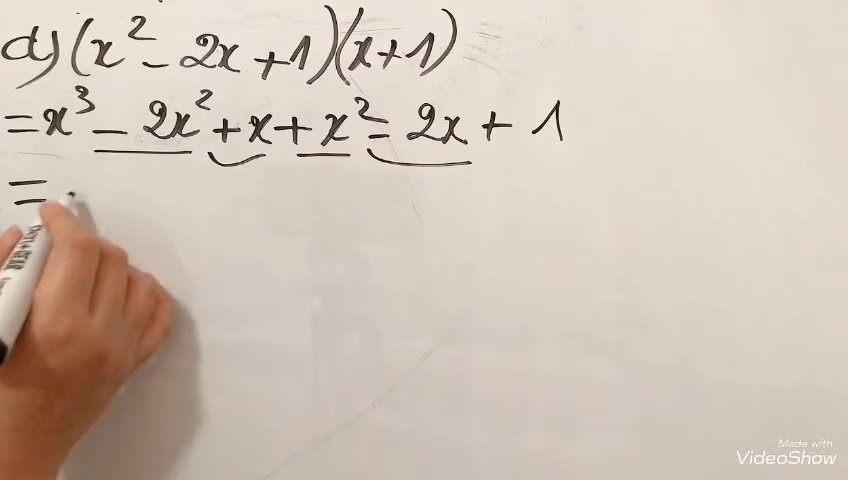 d) (x² - 2x + 1)(x + 1)
= x³ - 2x² + x + x² - 2x + 1
=
Made with
VideoShow